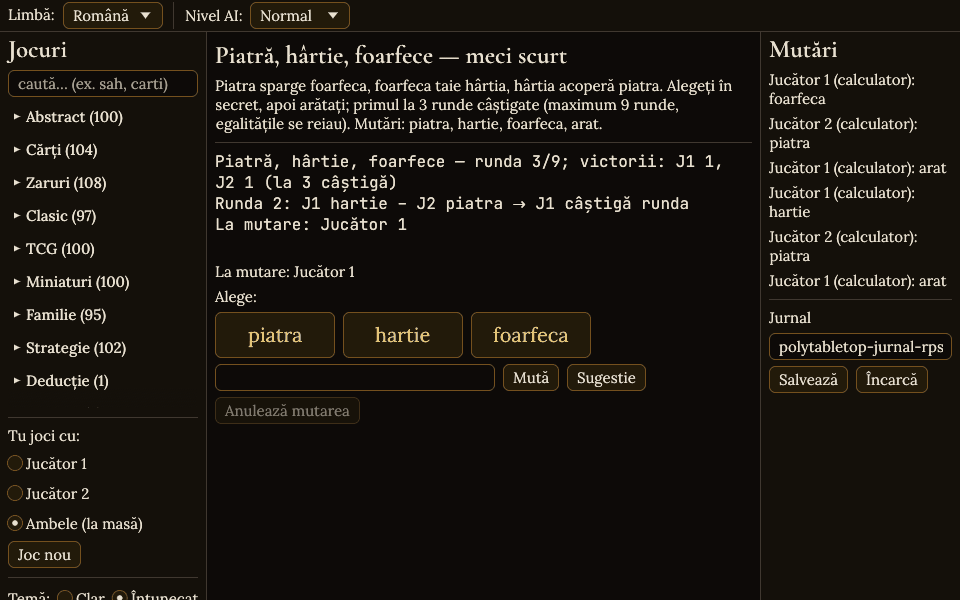 Limbă: Română ▼ Nivel AI: Normal ▼
Jocuri
caută... (ex. sah, carti)
▸ Abstract (100)
▸ Cărți (104)
▸ Zaruri (108)
▸ Clasic (97)
▸ TCG (100)
▸ Miniaturi (100)
▸ Familie (95)
▸ Strategie (102)
▸ Deducție (1)
Tu joci cu:
Jucător 1
Jucător 2
Ambele (la masă)
Joc nou
Temă: Clar Întunecat
Piatră, hârtie, foarfece — meci scurt
Piatra sparge foarfeca, foarfeca taie hârtia, hârtia acoperă piatra. Alegeți în
secret, apoi arătați; primul la 3 runde câștigate (maximum 9 runde,
egalitățile se reiau). Mutări: piatra, hartie, foarfeca, arat.
Piatră, hârtie, foarfece — runda 3/9; victorii: J1 1,
J2 1 (la 3 câștigă)
Runda 2: J1 hartie – J2 piatra → J1 câștigă runda
La mutare: Jucător 1
La mutare: Jucător 1
Alege:
piatra hartie foarfeca
Mută Sugestie
Anulează mutarea
Mutări
Jucător 1 (calculator):
foarfeca
Jucător 2 (calculator):
piatra
Jucător 1 (calculator): arat
Jucător 1 (calculator):
hartie
Jucător 2 (calculator):
piatra
Jucător 1 (calculator): arat
Jurnal
polytabletop-jurnal-rps
Salvează Încarcă